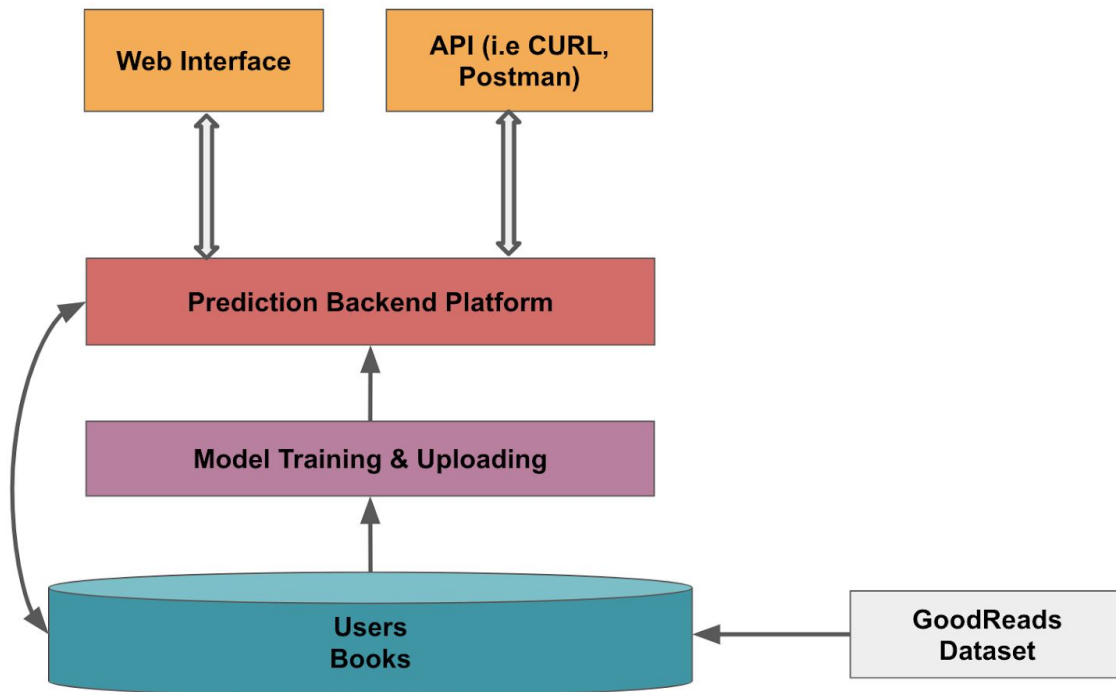 Web Interface
API (i.e CURL,
Postman)
Prediction Backend Platform
Model Training & Uploading
Users
Books
GoodReads
Dataset